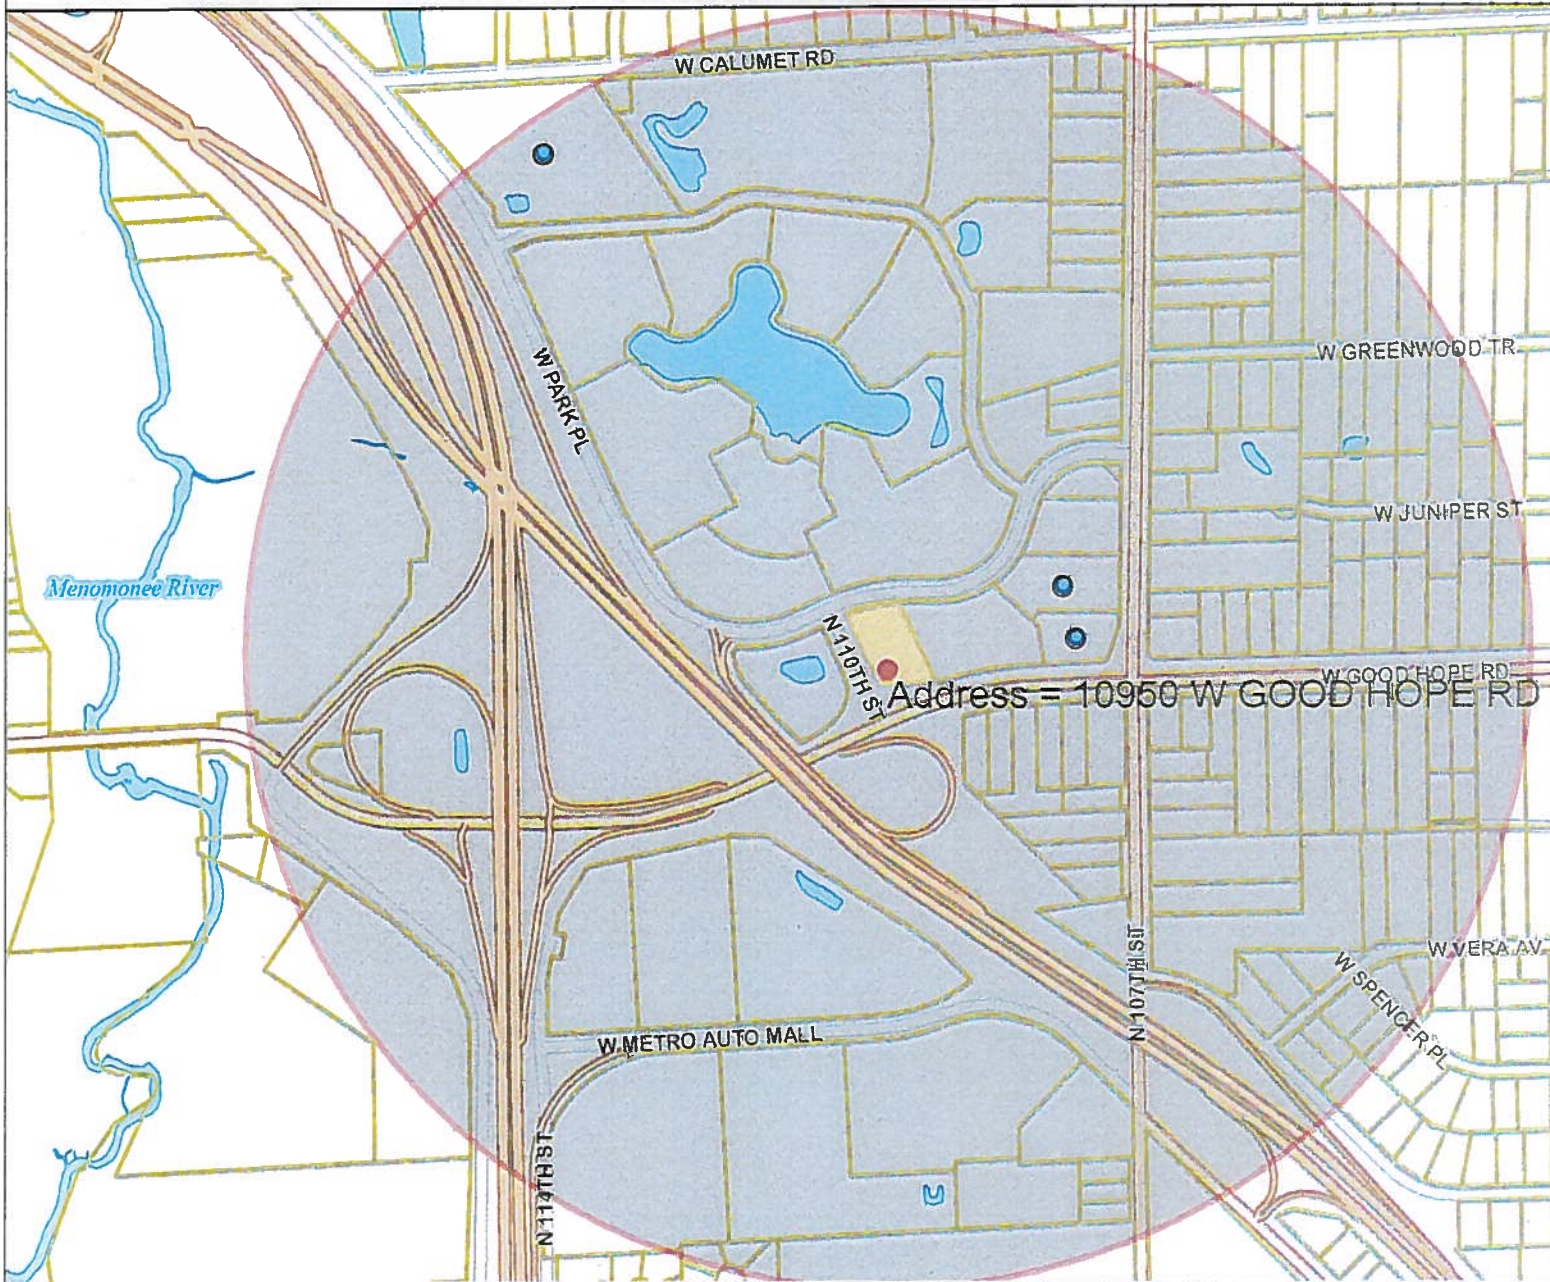 W CALUMET RD
W GREENWOOD TR
W PARK PL
W JUNIPER ST
Menomonee River
N 110TH ST
W GOOD HOPE RD
Address = 10950 W GOOD HOPE RD
W VERA AV
W SPENCER PL
N 107TH ST
W METRO AUTO MALL
N 114TH ST